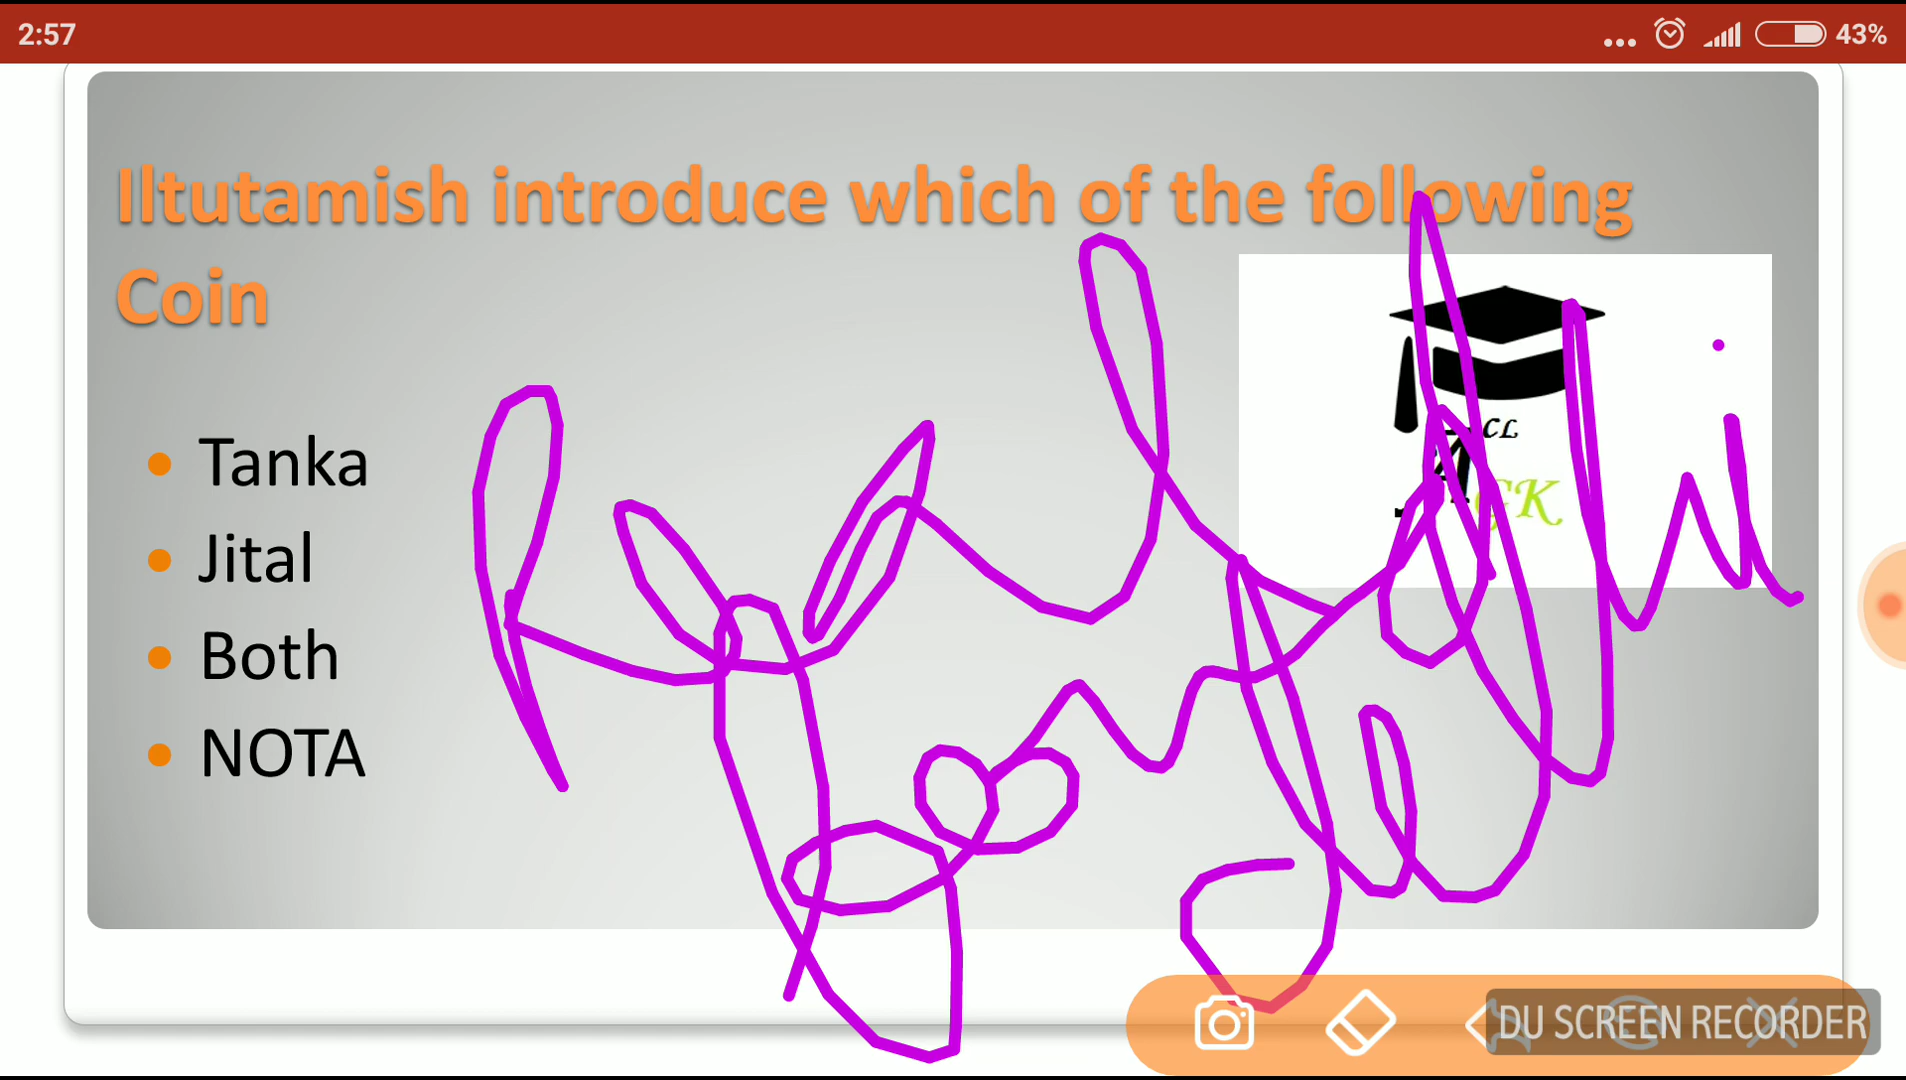 2:57
43%
Iltutamish introduce which of the following
Coin
Tanka
Jital
Both
NOTA
CL
GK
DU SCREEN RECORDER